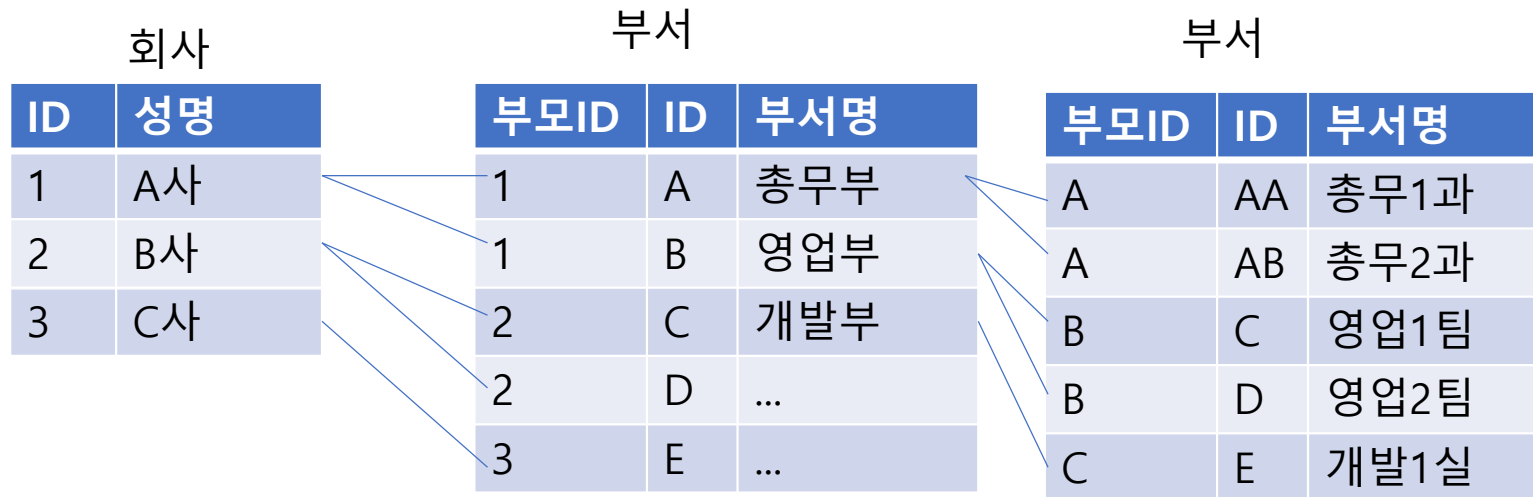 회사
ID 성명
1 A사
2 B사
3 C사
부서
부모ID ID 부서명
1 A 총무부
1 B 영업부
2 C 개발부
2 D ...
3 E ...
부서
부모ID ID 부서명
A AA 총무1과
A AB 총무2과
B C 영업1팀
B D 영업2팀
C E 개발1실